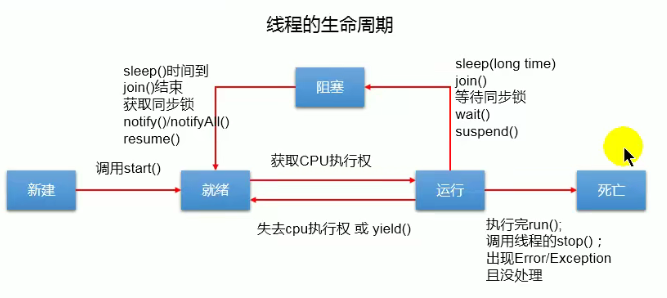 线程的生命周期
sleep()时间到
join()结束
获取同步锁
notify()/notifyAll()
resume()
阻塞
sleep(long time)
join()
等待同步锁
wait()
suspend()
新建
调用start()
就绪
获取CPU执行权
失去cpu执行权 或 yield()
运行
死亡
执行完run();
调用线程的stop() ;
出现Error/Exception
且没处理